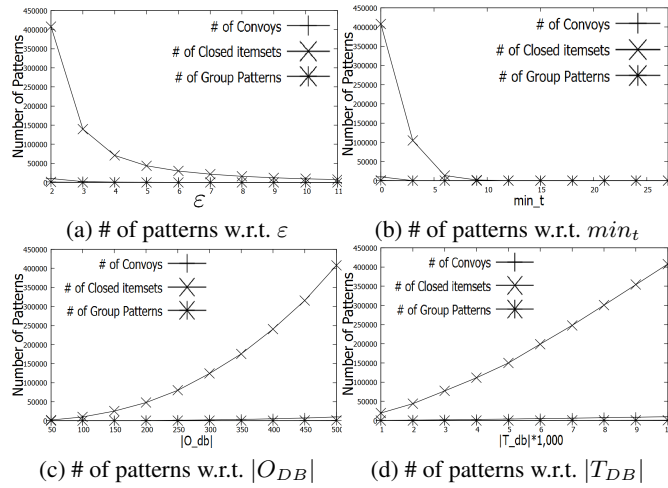 # of Convoys
# of Closed itemsets
# of Group Patterns
Number of Patterns
450000
400000
350000
300000
250000
200000
150000
100000
50000
0
2 3 4 5 6 7 8 9 10 11
ε
(a) # of patterns w.r.t. ε
# of Convoys
# of Closed itemsets
# of Group Patterns
Number of Patterns
450000
400000
350000
300000
250000
200000
150000
100000
50000
0
0 5 10 15 20 25
min_t
(b) # of patterns w.r.t. min_t
# of Convoys
# of Closed itemsets
# of Group Patterns
Number of Patterns
450000
400000
350000
300000
250000
200000
150000
100000
50000
0
50 100 150 200 250 300 350 400 450 500
|O_db|
(c) # of patterns w.r.t. |O_DB|
# of Convoys
# of Closed itemsets
# of Group Patterns
Number of Patterns
450000
400000
350000
300000
250000
200000
150000
100000
50000
0
1 2 3 4 5 6 7 8 9
|T_db|*1,000
(d) # of patterns w.r.t. |T_DB|